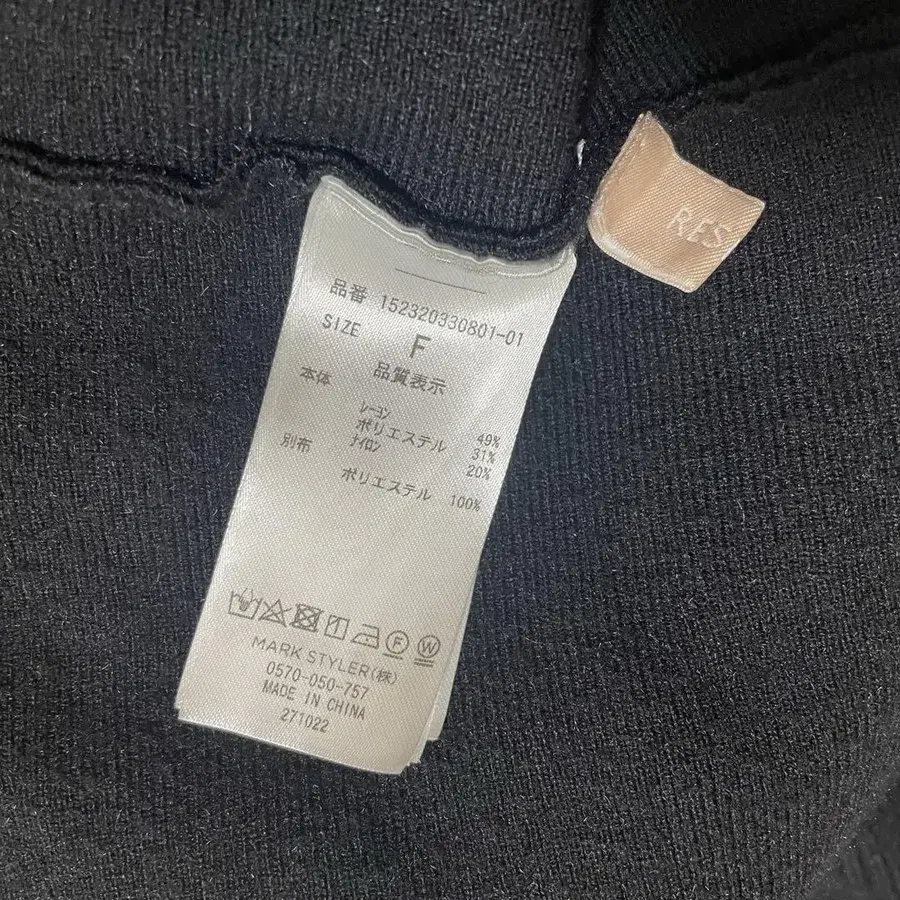 RES
品番 152320330801-01
SIZE F
品質表示
本体
レーヨン 49%
ポリエステル 31%
ナイロン 20%
別布
ポリエステル 100%
F W
MARK STYLER(株)
0570-050-757
MADE IN CHINA
271022